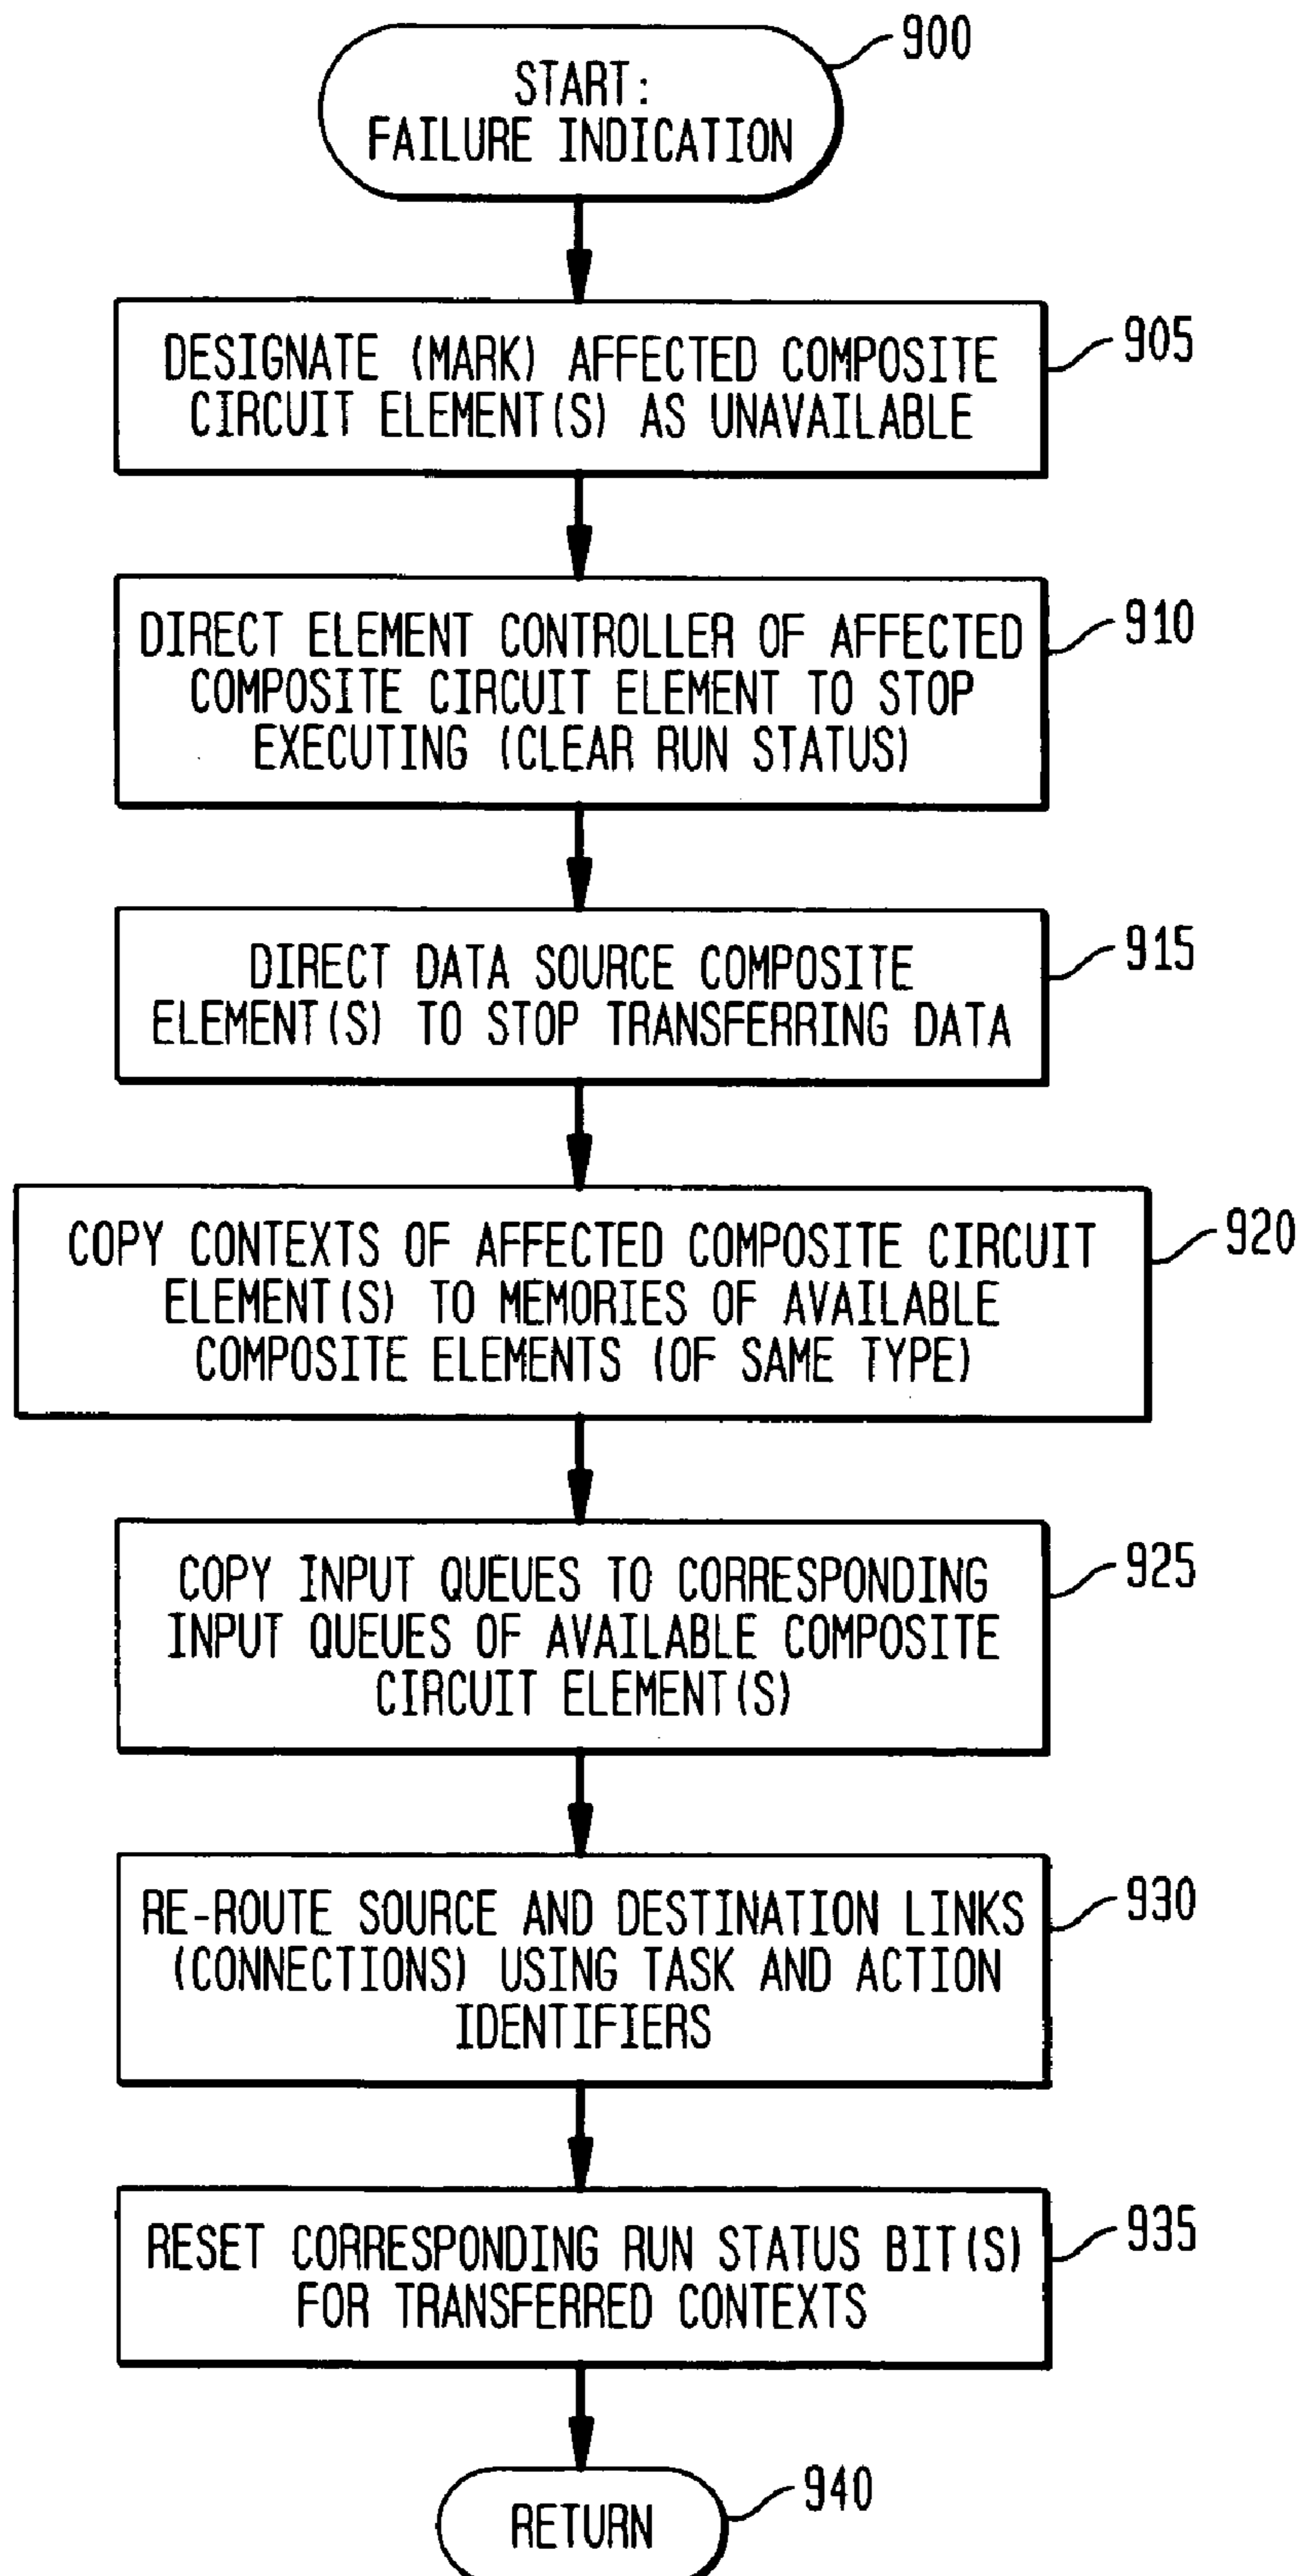 900
START:
FAILURE INDICATION
905
DESIGNATE (MARK) AFFECTED COMPOSITE
CIRCUIT ELEMENT(S) AS UNAVAILABLE
910
DIRECT ELEMENT CONTROLLER OF AFFECTED
COMPOSITE CIRCUIT ELEMENT TO STOP
EXECUTING (CLEAR RUN STATUS)
915
DIRECT DATA SOURCE COMPOSITE
ELEMENT(S) TO STOP TRANSFERRING DATA
920
COPY CONTEXTS OF AFFECTED COMPOSITE CIRCUIT
ELEMENT(S) TO MEMORIES OF AVAILABLE
COMPOSITE ELEMENTS (OF SAME TYPE)
925
COPY INPUT QUEUES TO CORRESPONDING
INPUT QUEUES OF AVAILABLE COMPOSITE
CIRCUIT ELEMENT(S)
930
RE-ROUTE SOURCE AND DESTINATION LINKS
(CONNECTIONS) USING TASK AND ACTION
IDENTIFIERS
935
RESET CORRESPONDING RUN STATUS BIT(S)
FOR TRANSFERRED CONTEXTS
940
RETURN